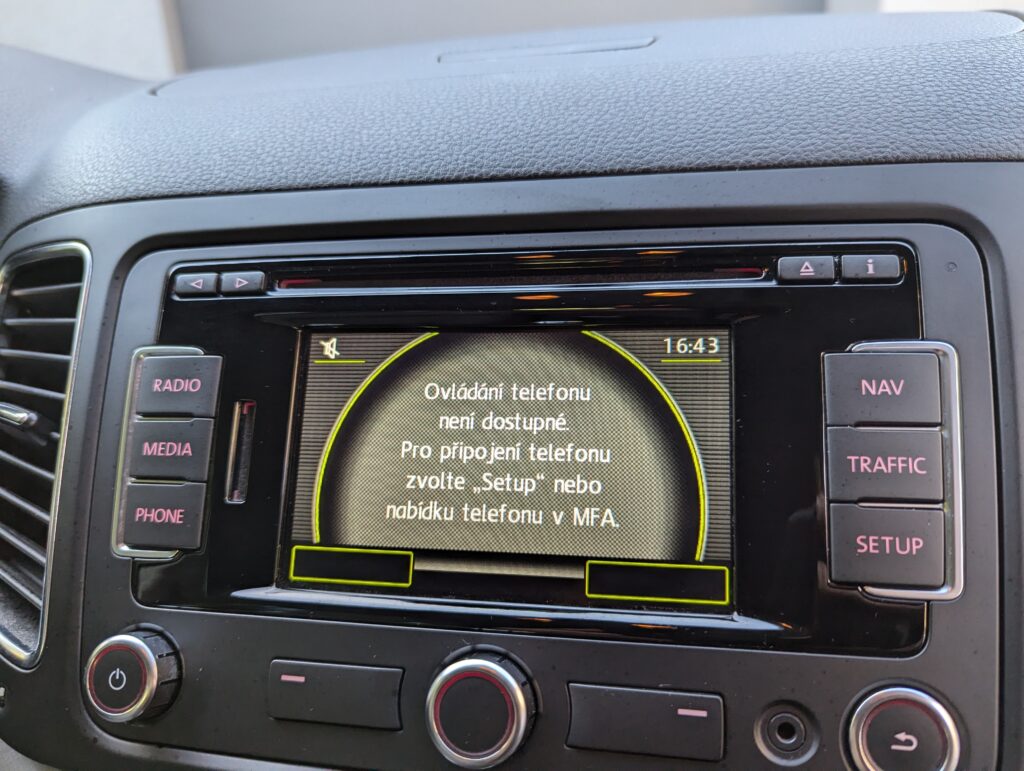 16:43
RADIO
MEDIA
PHONE
Ovládání telefonu
není dostupné.
Pro připojení telefonu
zvolte „Setup“ nebo
nabídku telefonu v MFA.
NAV
TRAFFIC
SETUP